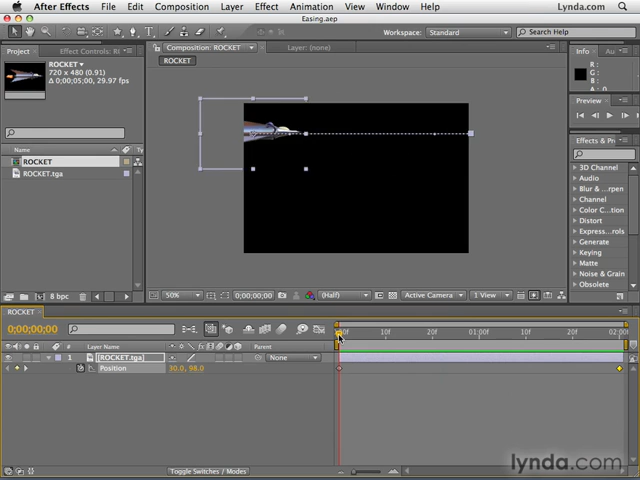 After Effects File Edit Composition Layer Effect Animation View Window Help Lynda.com
Easing.aep
Workspace: Standard Search Help
Project Effect Controls: R
Composition: ROCKET
Layer: (none)
Info Au
ROCKET
ROCKET
720 x 480 (0.91)
Δ 0;00;05;00, 29.97 fps
R :
G :
B :
A : 0
Preview
Effects & Pr
Name
ROCKET
ROCKET.tga
3D Channel
Audio
Blur & ...rpen
Channel
Color C...tion
Distort
Express...rols
Generate
Keying
Matte
Noise & Grain
Obsolete
8 bpc
50% 0;00;00;00 (Half) Active Camera 1 View
ROCKET
0;00;00;00
10f 20f 01:00f 10f 20f 02:00
# Layer Name Parent
1 [ROCKET.tga] None
Position 30.0, 98.0
Toggle Switches / Modes
lynda.com